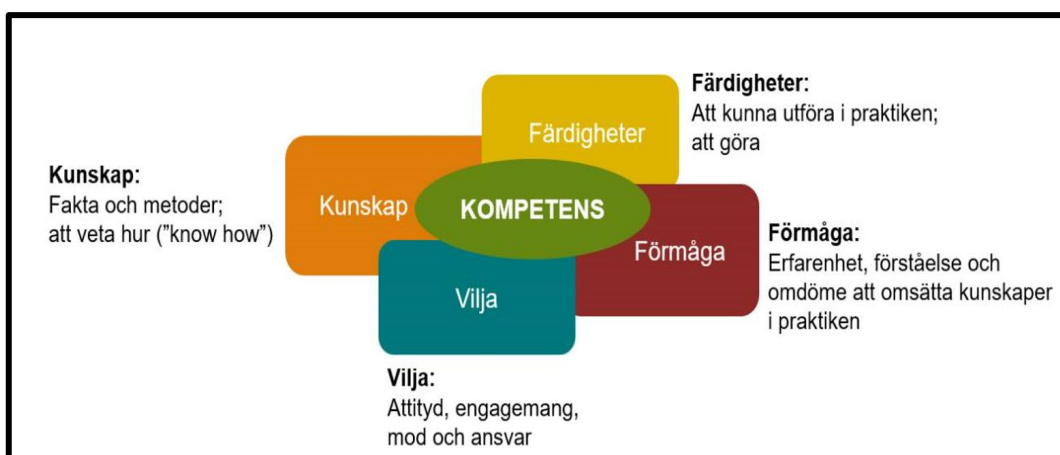 Färdigheter:
Att kunna utföra i praktiken;
att göra
Färdigheter
Kunskap:
Fakta och metoder;
att veta hur ("know how")
Kunskap
KOMPETENS
Förmåga
Förmåga:
Erfarenhet, förståelse och
omdöme att omsätta kunskaper
i praktiken
Vilja
Vilja:
Attityd, engagemang,
mod och ansvar